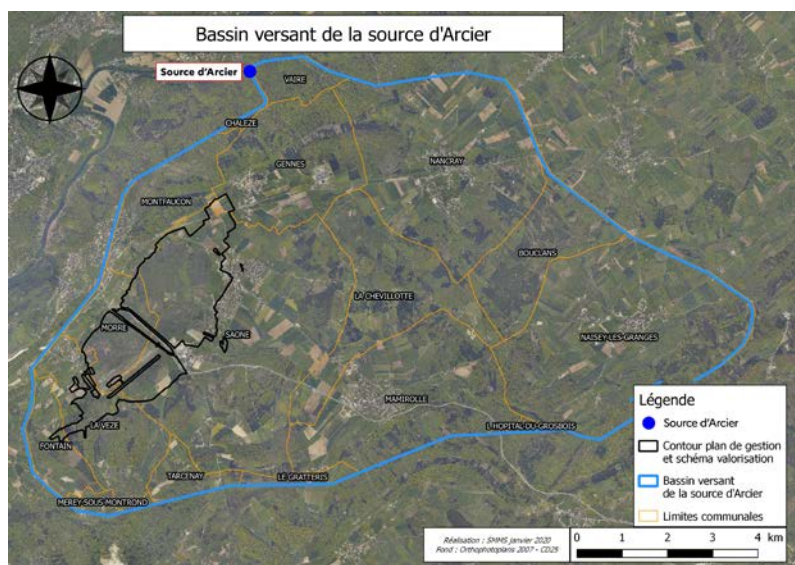 Bassin versant de la source d'Arcier
Source d'Arcier
VAIRE
CHALEZE
NANCRAY
GENNES
MONTFAUCON
BOUCLANS
LA CHEVILLOTTE
MORRE
SAONE
NAISEY-LES-GRANGES
MAMIROLLE
LA VEZE
L'HOPITAL-DU-GROSBOIS
FONTAIN
TARCENAY
LE GRATTERIS
MEREY-SOUS-MONTROND
Légende
Source d'Arcier
Contour plan de gestion
et schéma valorisation
Bassin versant
de la source d'Arcier
Limites communales
Réalisation : SMMS janvier 2020
Fond : Orthophotoplans 2007 - CD25
0 1 2 3 4 km